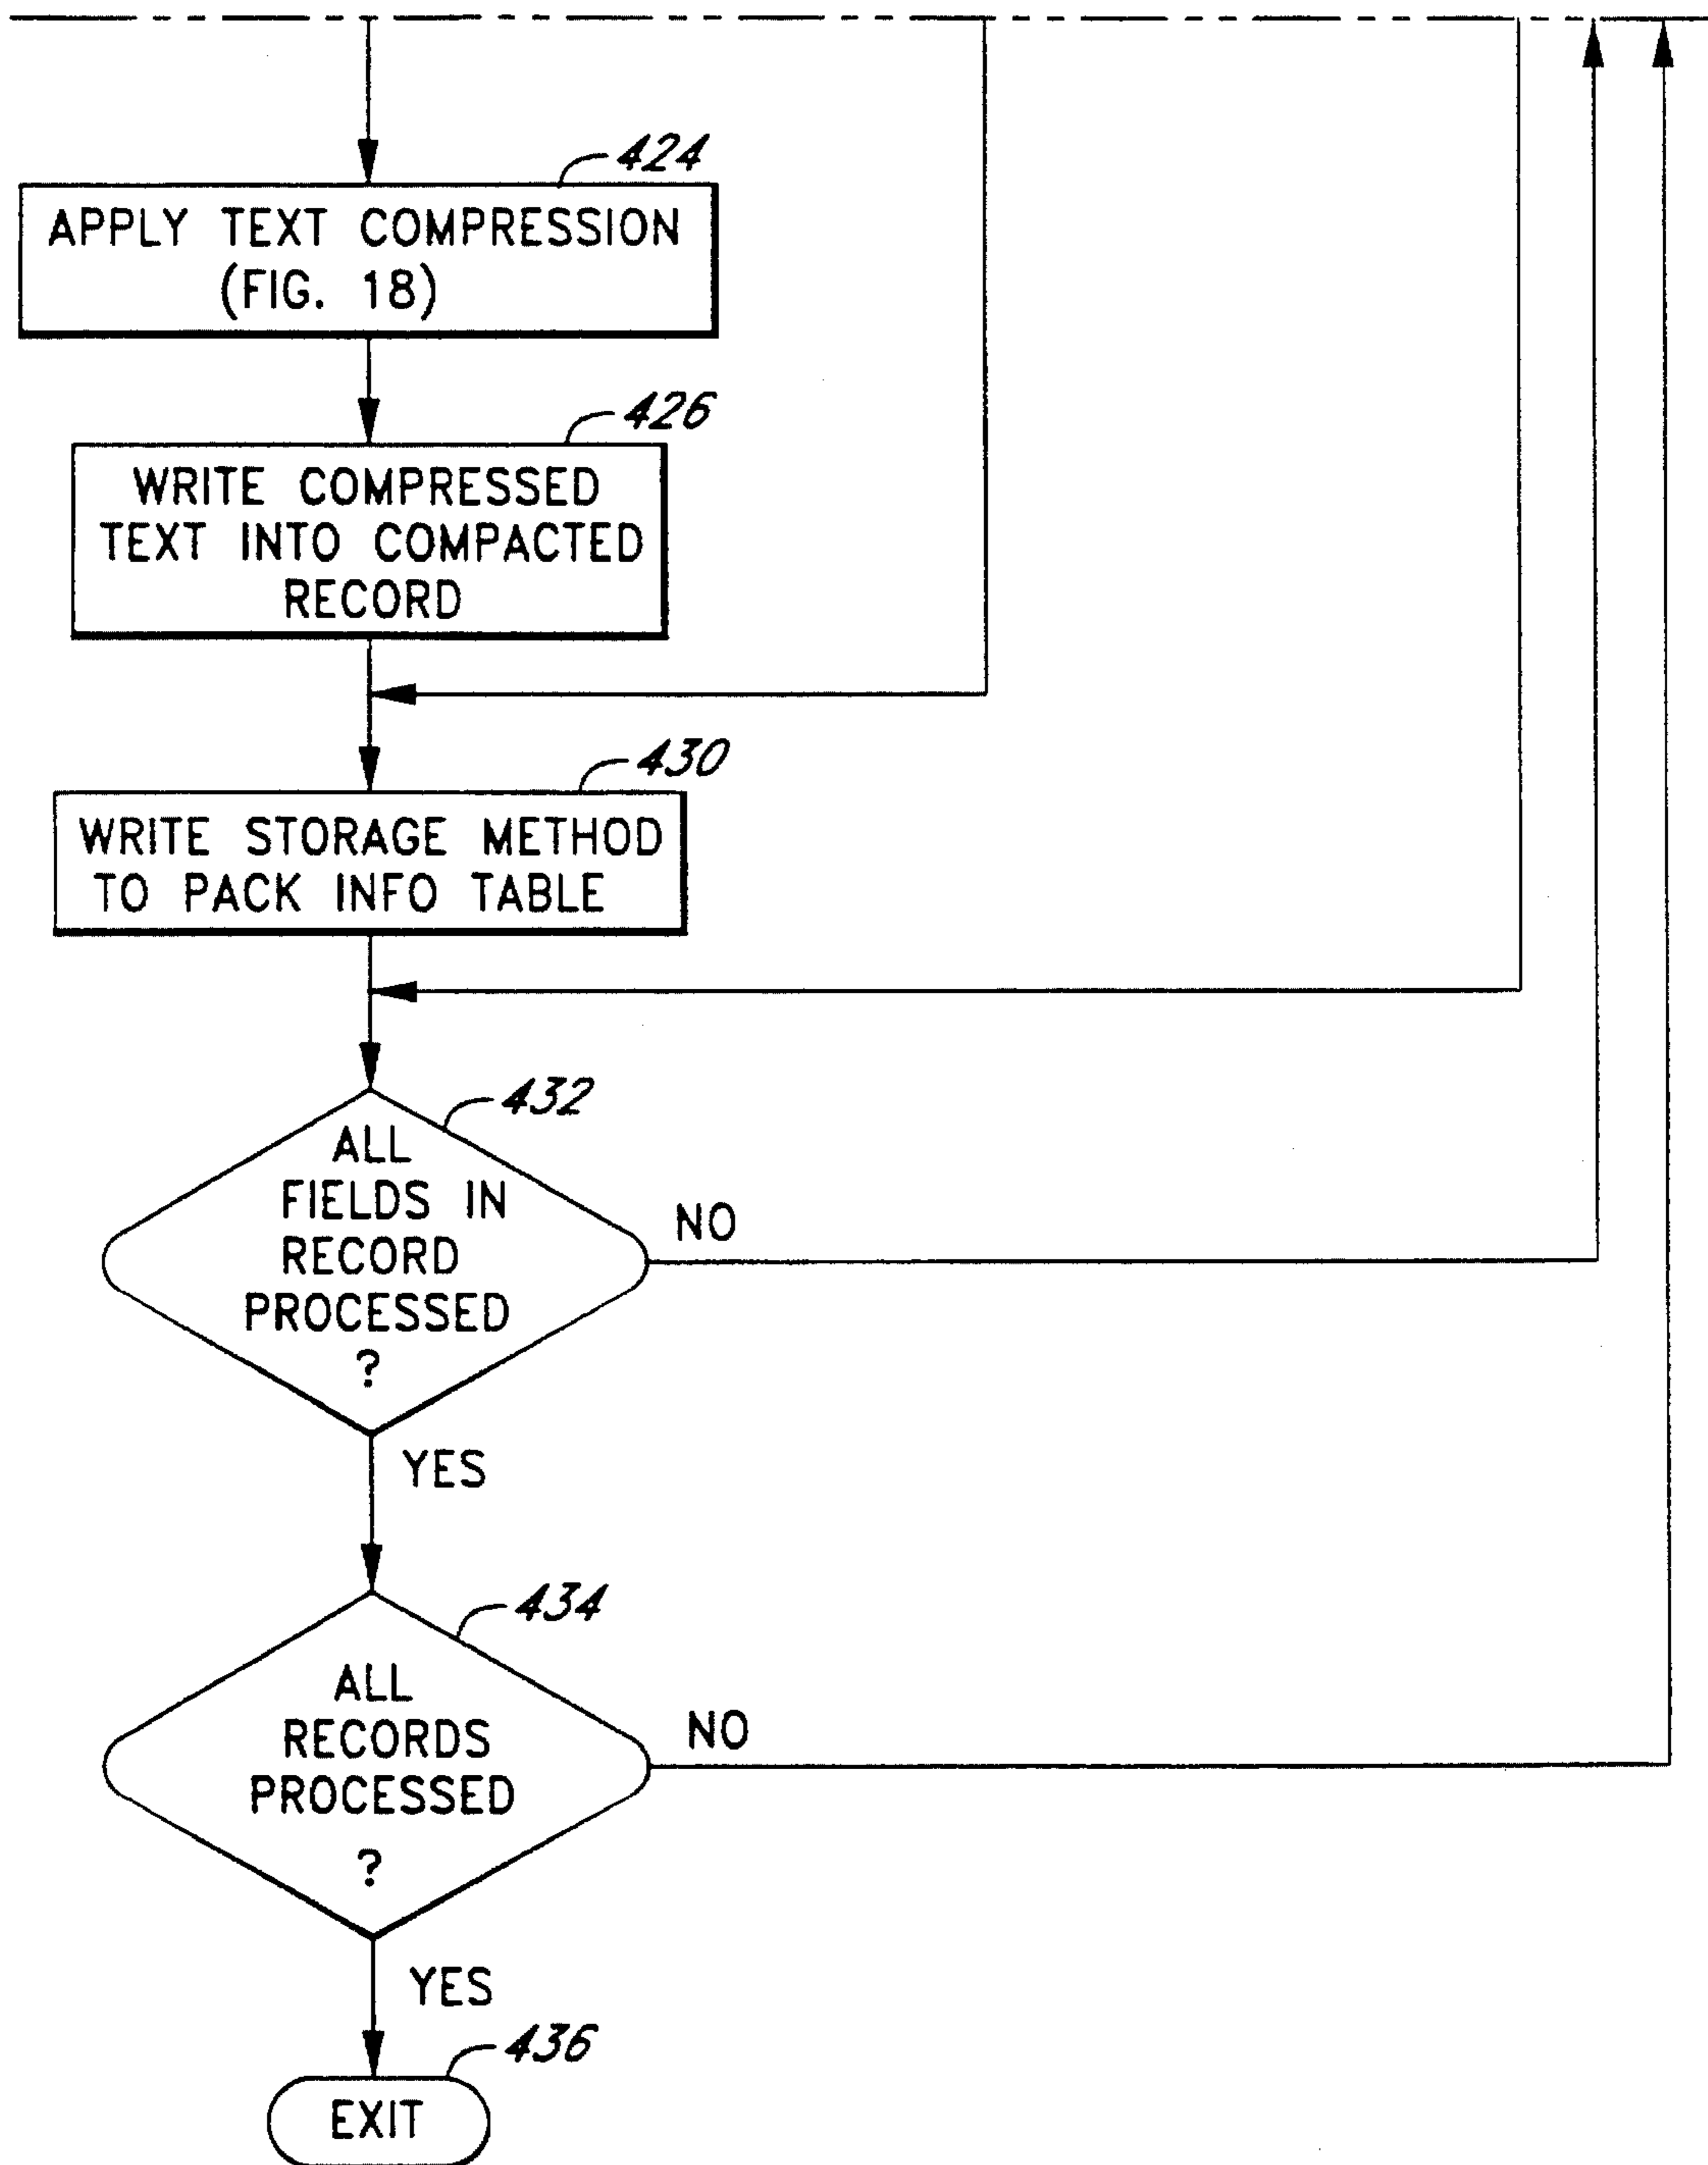 424
APPLY TEXT COMPRESSION
(FIG. 18)
426
WRITE COMPRESSED
TEXT INTO COMPACTED
RECORD
430
WRITE STORAGE METHOD
TO PACK INFO TABLE
432
ALL
FIELDS IN
RECORD
PROCESSED
?
NO
YES
434
ALL
RECORDS
PROCESSED
?
NO
YES
436
EXIT